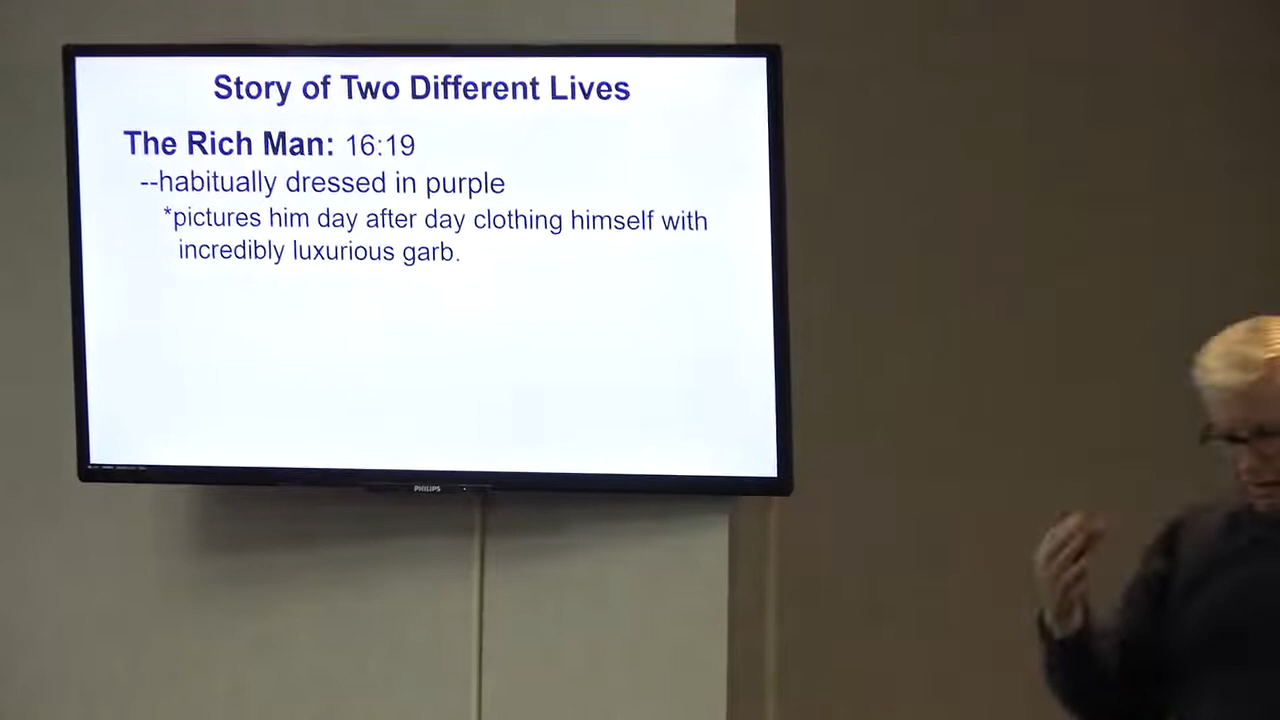 Story of Two Different Lives
The Rich Man: 16:19
--habitually dressed in purple
*pictures him day after day clothing himself with
incredibly luxurious garb.
PHILIPS